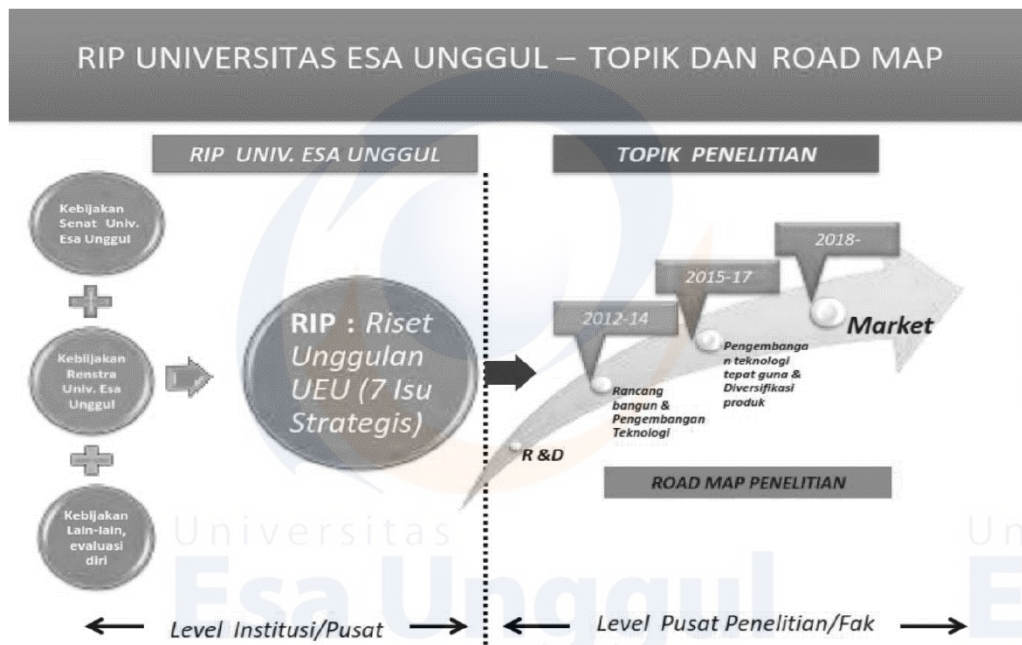 RIP UNIVERSITAS ESA UNGGUL – TOPIK DAN ROAD MAP
RIP UNIV. ESA UNGGUL
Kebijakan
Senat Univ.
Esa Unggul
Kebiijakan
Renstra
Univ. Esa
Unggul
Kebijakan
Lain-lain,
evaluasi
diri
RIP : Riset
Unggulan
UEU (7 Isu
Strategis)
TOPIK PENELITIAN
2012-14
2015-17
2018-
R &D
Rancang
bangun &
Pengembangan
Teknologi
Pengembanga
n teknologi
tepat guna &
Diversifikasi
produk
Market
ROAD MAP PENELITIAN
Universitas
Esa Unggul
Un
E
Level Institusi/Pusat
Level Pusat Penelitian/Fak